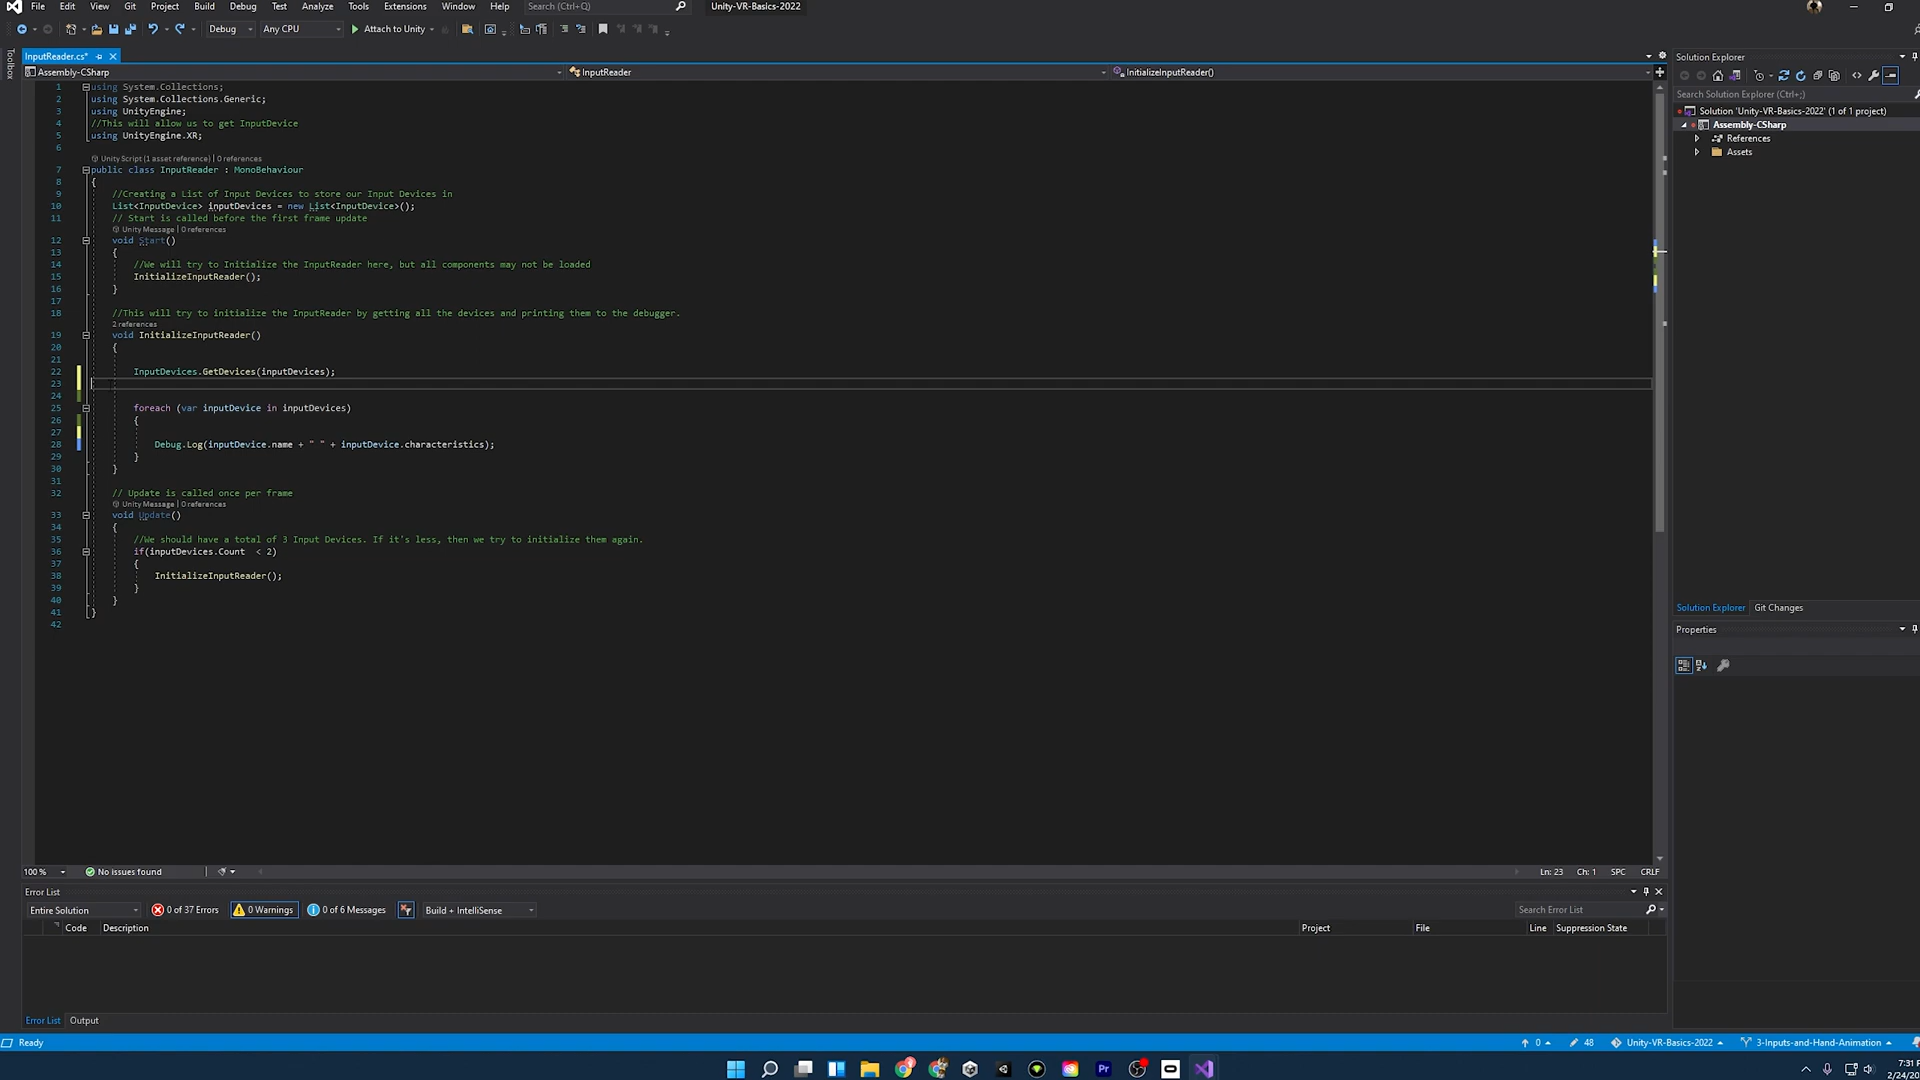 File Edit View Git Project Build Debug Test Analyze Tools Extensions Window Help Search (Ctrl+Q) Unity-VR-Basics-2022
Debug Any CPU Attach to Unity
Toolbox
InputReader.cs*
Assembly-CSharp InputReader InitializeInputReader()
1 using System.Collections;
2 using System.Collections.Generic;
3 using UnityEngine;
4 //This will allow us to get InputDevice
5 using UnityEngine.XR;
6
Unity Script (1 asset reference) | 0 references
7 public class InputReader : MonoBehaviour
8 {
9 //Creating a List of Input Devices to store our Input Devices in
10 List<InputDevice> inputDevices = new List<InputDevice>();
11 // Start is called before the first frame update
Unity Message | 0 references
12 void Start()
13 {
14 //We will try to Initialize the InputReader here, but all components may not be loaded
15 InitializeInputReader();
16 }
17
18 //This will try to initialize the InputReader by getting all the devices and printing them to the debugger.
2 references
19 void InitializeInputReader()
20 {
21
22 InputDevices.GetDevices(inputDevices);
23
24
25 foreach (var inputDevice in inputDevices)
26 {
27
28 Debug.Log(inputDevice.name + " " + inputDevice.characteristics);
29 }
30 }
31
32 // Update is called once per frame
Unity Message | 0 references
33 void Update()
34 {
35 //We should have a total of 3 Input Devices. If it's less, then we try to initialize them again.
36 if(inputDevices.Count < 2)
37 {
38 InitializeInputReader();
39 }
40 }
41 }
42
100 % No issues found Ln: 23 Ch: 1 SPC CRLF
Error List
Entire Solution 0 of 37 Errors 0 Warnings 0 of 6 Messages Build + IntelliSense Search Error List
Code Description Project File Line Suppression State
Error List Output
Solution Explorer
Search Solution Explorer (Ctrl+;)
Solution 'Unity-VR-Basics-2022' (1 of 1 project)
Assembly-CSharp
References
Assets
Solution Explorer Git Changes
Properties
Ready 0 48 Unity-VR-Basics-2022 3-Inputs-and-Hand-Animation
Pr
7:31
2/24/20